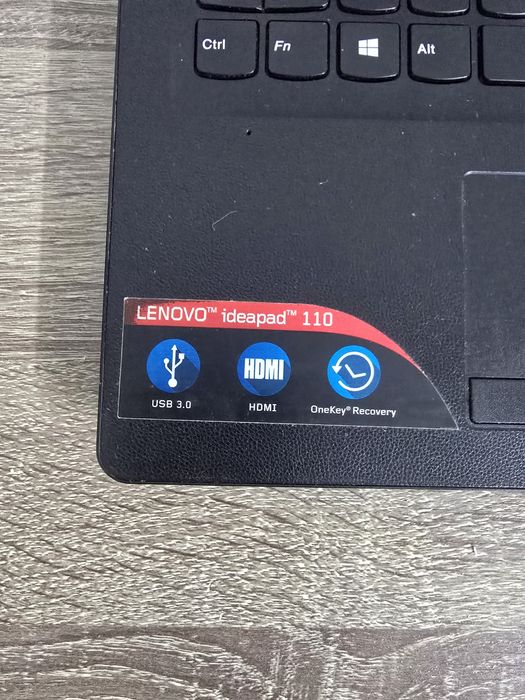 Ctrl Fn Alt
LENOVO™ ideapad™ 110
HDMI
USB 3.0 HDMI OneKey® Recovery